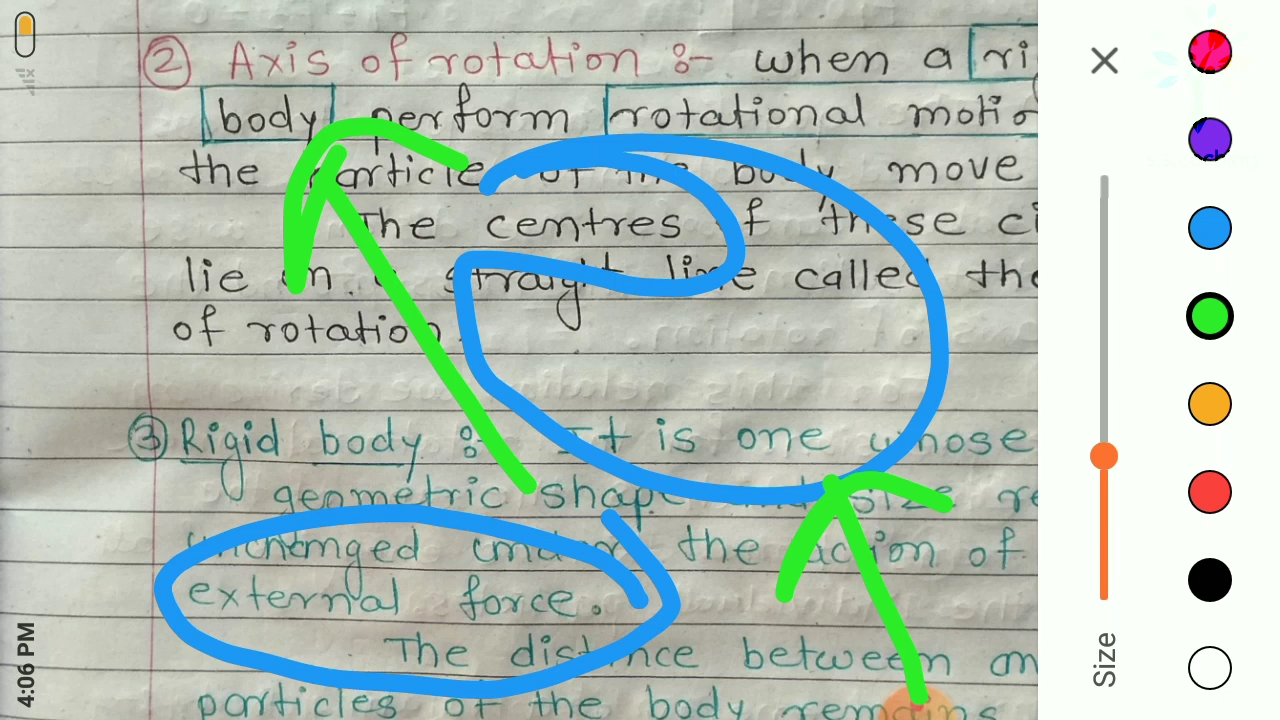 ② Axis of rotation :- when a ri
body perform rotational motio
the particle of the body move
The centres of these ci
lie on a straight line called the
of rotation
③ Rigid body :- It is one whose
geometric shape and size re
unchanged under the action of
external force.
The distance between an
particles of the body remains
Size
4:06 PM